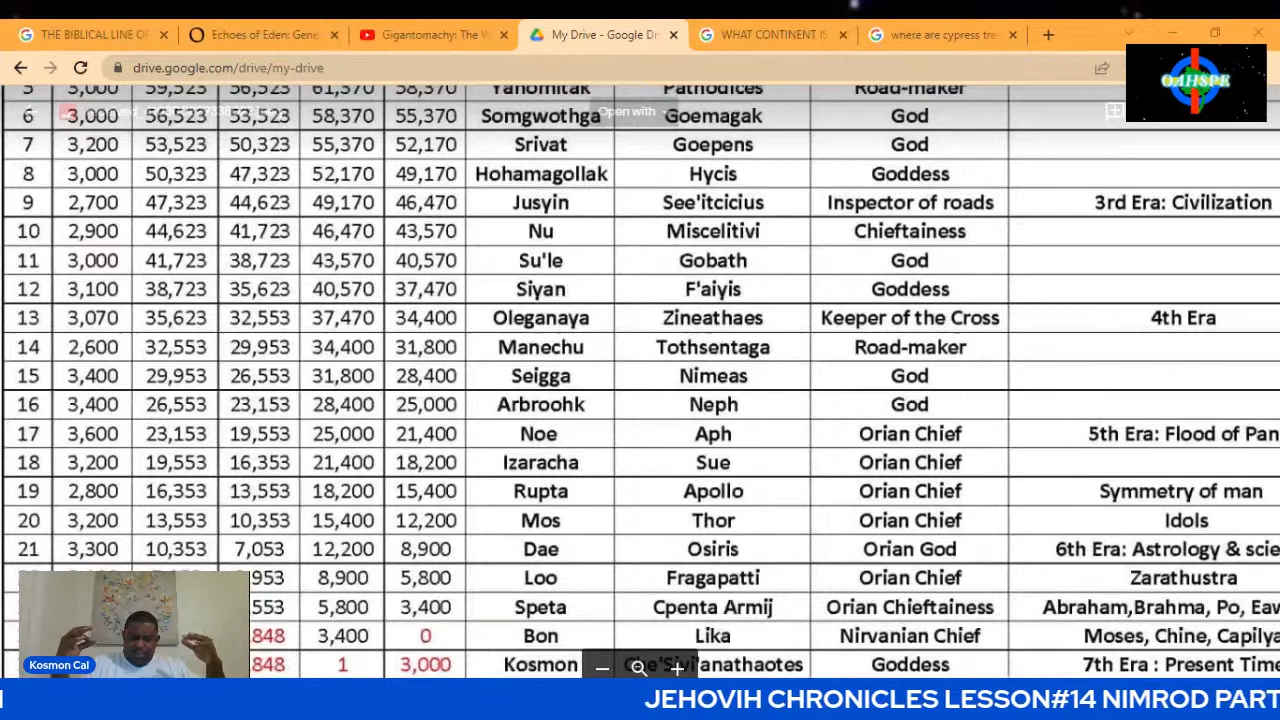 THE BIBLICAL LINE OF
Echoes of Eden: Gene
Gigantomachy: The W
My Drive - Google Dr
WHAT CONTINENT IS
where are cypress tre
drive.google.com/drive/my-drive
OAHSPE
Open with
5 3,000 59,523 56,523 61,370 58,370 Yahomitak Pathodices Road-maker
6 3,000 56,523 53,523 58,370 55,370 Somgwothga Goemagak God
7 3,200 53,523 50,323 55,370 52,170 Srivat Goepens God
8 3,000 50,323 47,323 52,170 49,170 Hohamagollak Hycis Goddess
9 2,700 47,323 44,623 49,170 46,470 Jusyin See'itcicius Inspector of roads 3rd Era: Civilization
10 2,900 44,623 41,723 46,470 43,570 Nu Miscelitivi Chieftainess
11 3,000 41,723 38,723 43,570 40,570 Su'le Gobath God
12 3,100 38,723 35,623 40,570 37,470 Siyan F'aiyis Goddess
13 3,070 35,623 32,553 37,470 34,400 Oleganaya Zineathaes Keeper of the Cross 4th Era
14 2,600 32,553 29,953 34,400 31,800 Manechu Tothsentaga Road-maker
15 3,400 29,953 26,553 31,800 28,400 Seigga Nimeas God
16 3,400 26,553 23,153 28,400 25,000 Arbroohk Neph God
17 3,600 23,153 19,553 25,000 21,400 Noe Aph Orian Chief 5th Era: Flood of Pan
18 3,200 19,553 16,353 21,400 18,200 Izaracha Sue Orian Chief
19 2,800 16,353 13,553 18,200 15,400 Rupta Apollo Orian Chief Symmetry of man
20 3,200 13,553 10,353 15,400 12,200 Mos Thor Orian Chief Idols
21 3,300 10,353 7,053 12,200 8,900 Dae Osiris Orian God 6th Era: Astrology & scie
953 8,900 5,800 Loo Fragapatti Orian Chief Zarathustra
553 5,800 3,400 Speta Cpenta Armij Orian Chieftainess Abraham,Brahma, Po, Eaw
848 3,400 0 Bon Lika Nirvanian Chief Moses, Chine, Capilya
848 1 3,000 Kosmon Che'Sivi'anathaotes Goddess 7th Era : Present Time
Kosmon Cal
JEHOVIH CHRONICLES LESSON#14 NIMROD PART